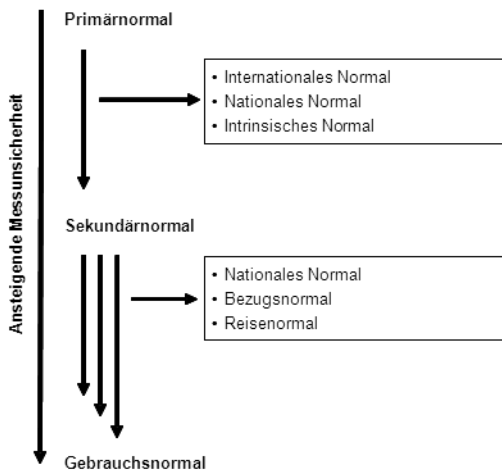 Primärnormal
• Internationales Normal
• Nationales Normal
• Intrinsisches Normal
Ansteigende Messunsicherheit
Sekundärnormal
• Nationales Normal
• Bezugsnormal
• Reisenormal
Gebrauchsnormal